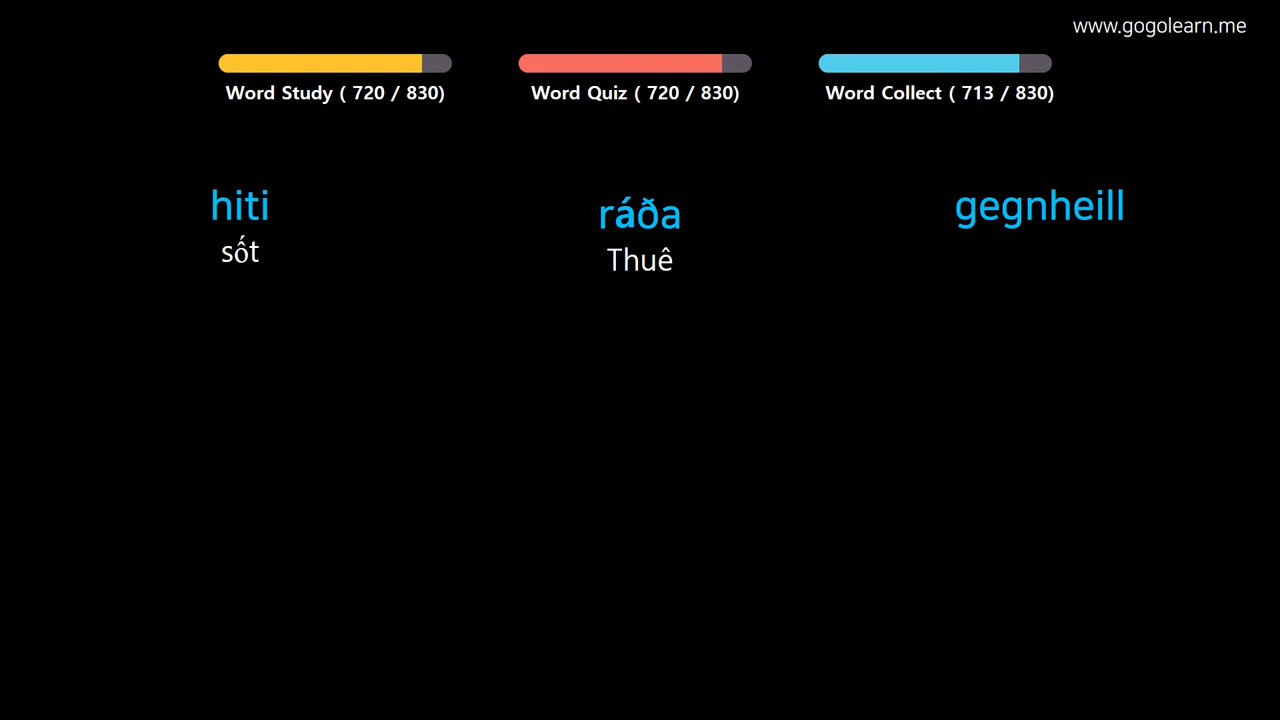 www.gogolearn.me
Word Study ( 720 / 830)
Word Quiz ( 720 / 830)
Word Collect ( 713 / 830)
hiti
ráða
gegnheill
sốt
Thuê